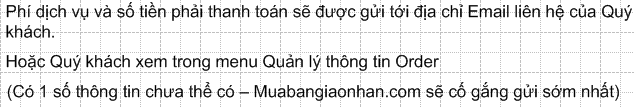 Phí dịch vụ và số tiền phải thanh toán sẽ được gửi tới địa chỉ Email liên hệ của Quý
khách.
Hoặc Quý khách xem trong menu Quản lý thông tin Order
(Có 1 số thông tin chưa thể có – Muabangiaonhan.com sẽ cố gắng gửi sớm nhất)